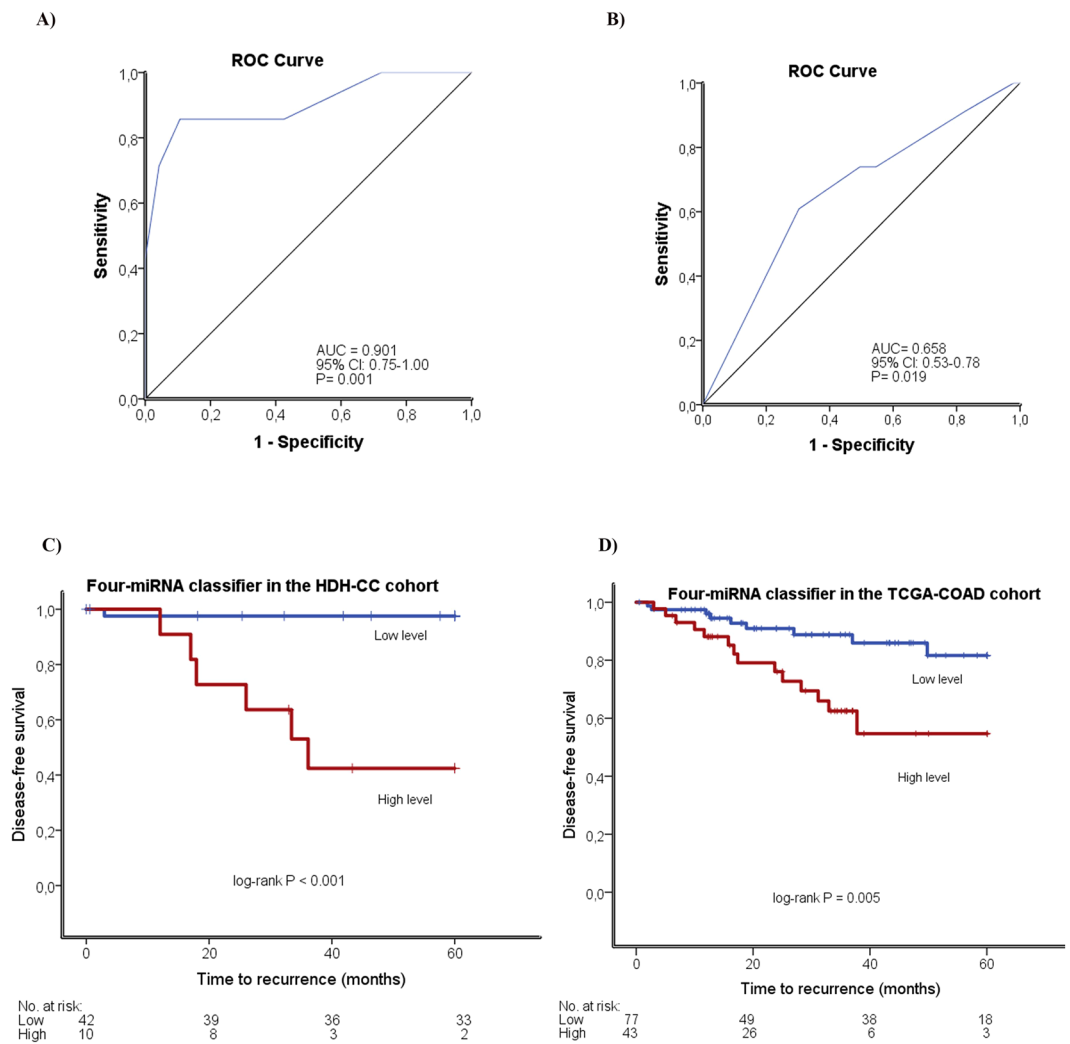 A)
ROC Curve
1,0
0,8
0,6
0,4
0,2
0,0
Sensitivity
AUC = 0.901
95% CI: 0.75-1.00
P= 0.001
0,0 0,2 0,4 0,6 0,8 1,0
1 - Specificity
B)
ROC Curve
1,0
0,8
0,6
0,4
0,2
0,0
Sensitivity
AUC= 0.658
95% CI: 0.53-0.78
P= 0.019
0,0 0,2 0,4 0,6 0,8 1,0
1 - Specificity
C)
Four-miRNA classifier in the HDH-CC cohort
1,0
0,8
0,6
0,4
0,2
0,0
Disease-free survival
Low level
High level
log-rank P < 0.001
0 20 40 60
Time to recurrence (months)
No. at risk:
Low 42 39 36 33
High 10 8 3 2
D)
Four-miRNA classifier in the TCGA-COAD cohort
1,0
0,8
0,6
0,4
0,2
0,0
Disease-free survival
Low level
High level
log-rank P = 0.005
0 20 40 60
Time to recurrence (months)
No. at risk:
Low 77 49 38 18
High 43 26 6 3